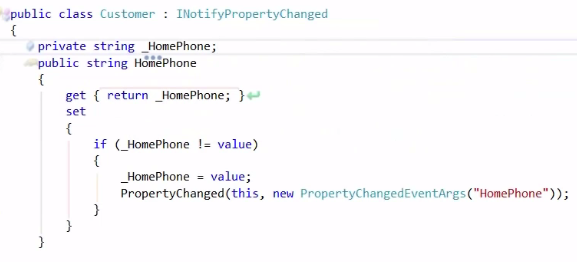 public class Customer : INotifyPropertyChanged
{
    private string _HomePhone;
    public string HomePhone
    {
        get { return _HomePhone; }
        set
        {
            if (_HomePhone != value)
            {
                _HomePhone = value;
                PropertyChanged(this, new PropertyChangedEventArgs("HomePhone"));
            }
        }
    }